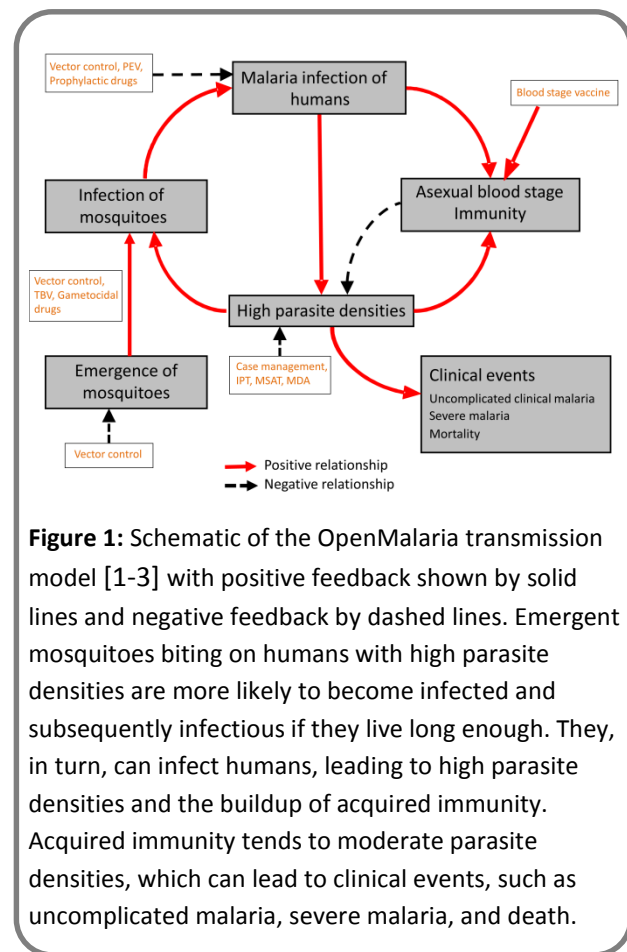 Vector control, PEV,
Prophylactic drugs
Malaria infection of
humans
Blood stage vaccine
Infection of
mosquitoes
Asexual blood stage
Immunity
Vector control,
TBV, Gametocidal
drugs
High parasite densities
Emergence of
mosquitoes
Case management,
IPT, MSAT, MDA
Clinical events
Uncomplicated clinical malaria
Severe malaria
Mortality
Vector control
Positive relationship
Negative relationship
Figure 1: Schematic of the OpenMalaria transmission
model [1-3] with positive feedback shown by solid
lines and negative feedback by dashed lines. Emergent
mosquitoes biting on humans with high parasite
densities are more likely to become infected and
subsequently infectious if they live long enough. They,
in turn, can infect humans, leading to high parasite
densities and the buildup of acquired immunity.
Acquired immunity tends to moderate parasite
densities, which can lead to clinical events, such as
uncomplicated malaria, severe malaria, and death.